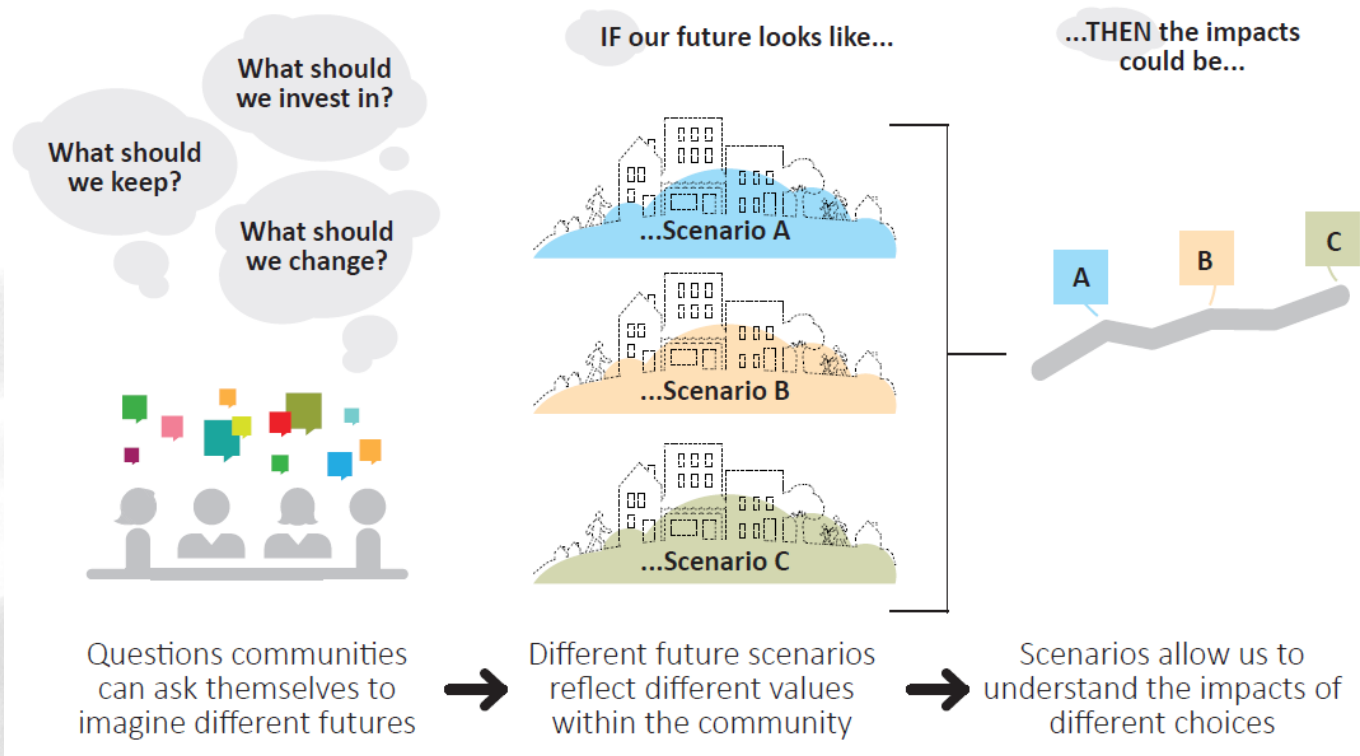 What should
we invest in?
What should
we keep?
What should
we change?
Questions communities
can ask themselves to
imagine different futures
IF our future looks like...
...Scenario A
...Scenario B
...Scenario C
Different future scenarios
reflect different values
within the community
...THEN the impacts
could be...
A
B
C
Scenarios allow us to
understand the impacts of
different choices